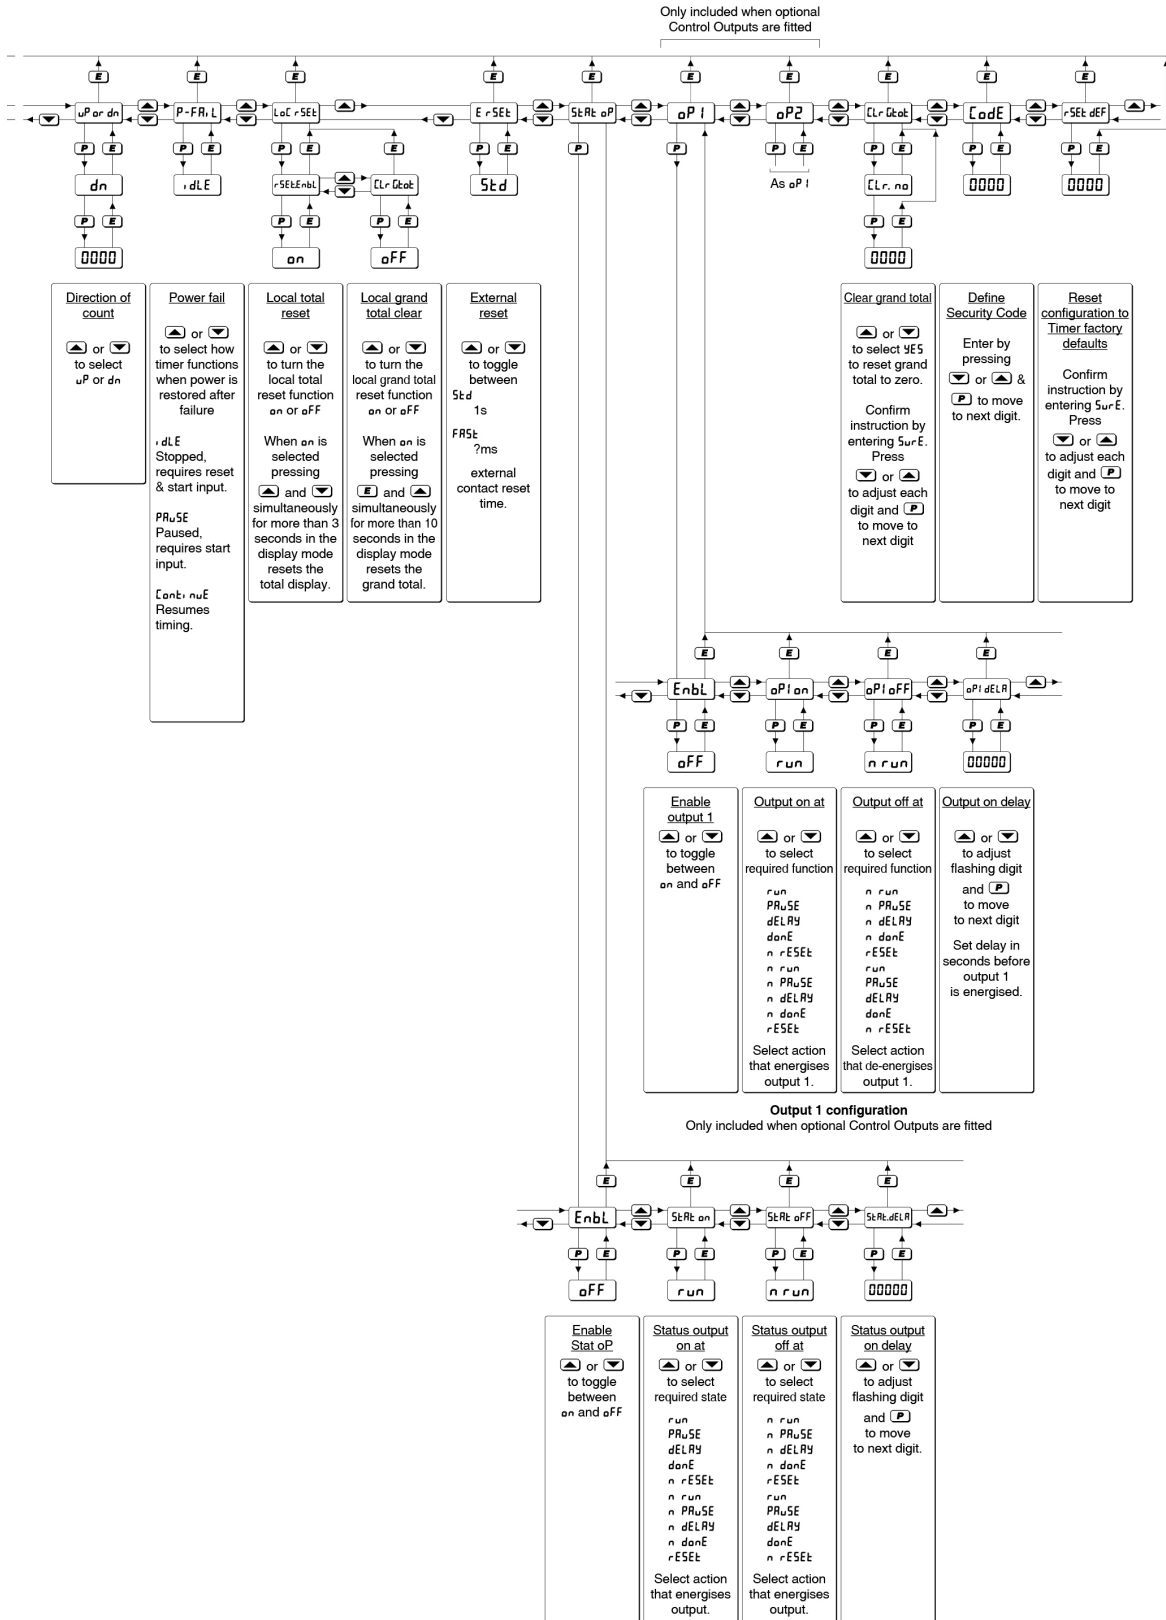 Only included when optional
Control Outputs are fitted
E E E E E E E E E E
uP or dn P-FAiL LoC rSEt E rSEt StAt oP oP1 oP2 CLr Gtot CodE rSEt dEF
P E P E P E E P E P P P E P E P E P E
dn idLE rSEt.EnbL CLr Gtot Std As oP1 CLr. no 0000 0000
P E P E P E P E
0000 on oFF 0000
Direction of
count
or
to select
uP or dn
Power fail
or
to select how
timer functions
when power is
restored after
failure
idLE
Stopped,
requires reset
& start input.
PAuSE
Paused,
requires start
input.
ContinuE
Resumes
timing.
Local total
reset
or
to turn the
local total
reset function
on or oFF
When on is
selected
pressing
and
simultaneously
for more than 3
seconds in the
display mode
resets the
total display.
Local grand
total clear
or
to turn the
local grand total
reset function
on or oFF
When on is
selected
pressing
E and
simultaneously
for more than 10
seconds in the
display mode
resets the
grand total.
External
reset
or
to toggle
between
Std
1s
FASt
?ms
external
contact reset
time.
Clear grand total
or
to select YES
to reset grand
total to zero.
Confirm
instruction by
entering SurE.
Press
or
to adjust each
digit and P
to move to
next digit
Define
Security Code
Enter by
pressing
or &
P to move
to next digit.
Reset
configuration to
Timer factory
defaults
Confirm
instruction by
entering SurE.
Press
or
to adjust each
digit and P
to move to
next digit
E E E E
EnbL oP1 on oP1 oFF oP1 dELA
P E P E P E P E
oFF run n run 00000
Enable
output 1
or
to toggle
between
on and oFF
Output on at
or
to select
required function
run
PAuSE
dELAY
donE
n rESEt
n run
n PAuSE
n dELAY
n donE
rESEt
Select action
that energises
output 1.
Output off at
or
to select
required function
n run
n PAuSE
n dELAY
n donE
rESEt
run
PAuSE
dELAY
donE
n rESEt
Select action
that de-energises
output 1.
Output on delay
or
to adjust
flashing digit
and P
to move
to next digit
Set delay in
seconds before
output 1
is energised.
Output 1 configuration
Only included when optional Control Outputs are fitted
E E E E
EnbL StAt on StAt oFF StAt.dELA
P E P E P E P E
oFF run n run 00000
Enable
Stat oP
or
to toggle
between
on and oFF
Status output
on at
or
to select
required state
run
PAuSE
dELAY
donE
n rESEt
n run
n PAuSE
n dELAY
n donE
rESEt
Select action
that energises
output.
Status output
off at
or
to select
required state
n run
n PAuSE
n dELAY
n donE
rESEt
run
PAuSE
dELAY
donE
n rESEt
Select action
that energises
output.
Status output
on delay
or
to adjust
flashing digit
and P
to move
to next digit.